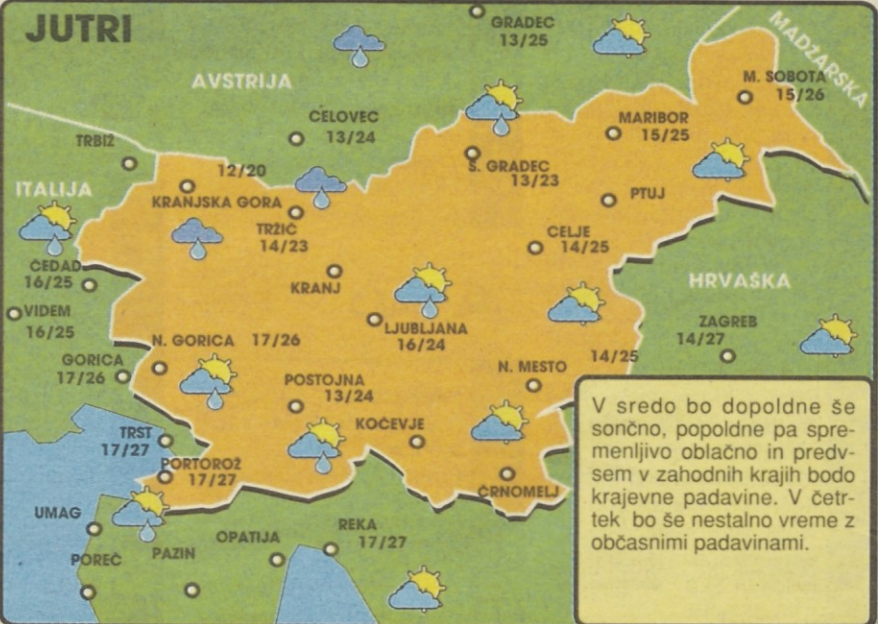 JUTRI
GRADEC
13/25
MADŽARSKA
AVSTRIJA
M. SOBOTA
15/26
CELOVEC
13/24
MARIBOR
15/25
TRBIŽ
12/20
S. GRADEC
13/23
ITALIJA
KRANJSKA GORA
PTUJ
TRŽIČ
14/23
CELJE
14/25
ČEDAD
16/25
KRANJ
HRVAŠKA
VIDEM
16/25
LJUBLJANA
16/24
ZAGREB
14/27
N. GORICA 17/26
GORICA
17/26
N. MESTO
14/25
POSTOJNA
13/24
KOČEVJE
TRST
17/27
PORTOROŽ
17/27
ČRNOMELJ
UMAG
REKA
17/27
OPATIJA
PAZIN
POREČ
V sredo bo dopoldne še
sončno, popoldne pa spre-
menljivo oblačno in predv-
sem v zahodnih krajih bodo
krajevne padavine. V četr-
tek bo še nestalno vreme z
občasnimi padavinami.